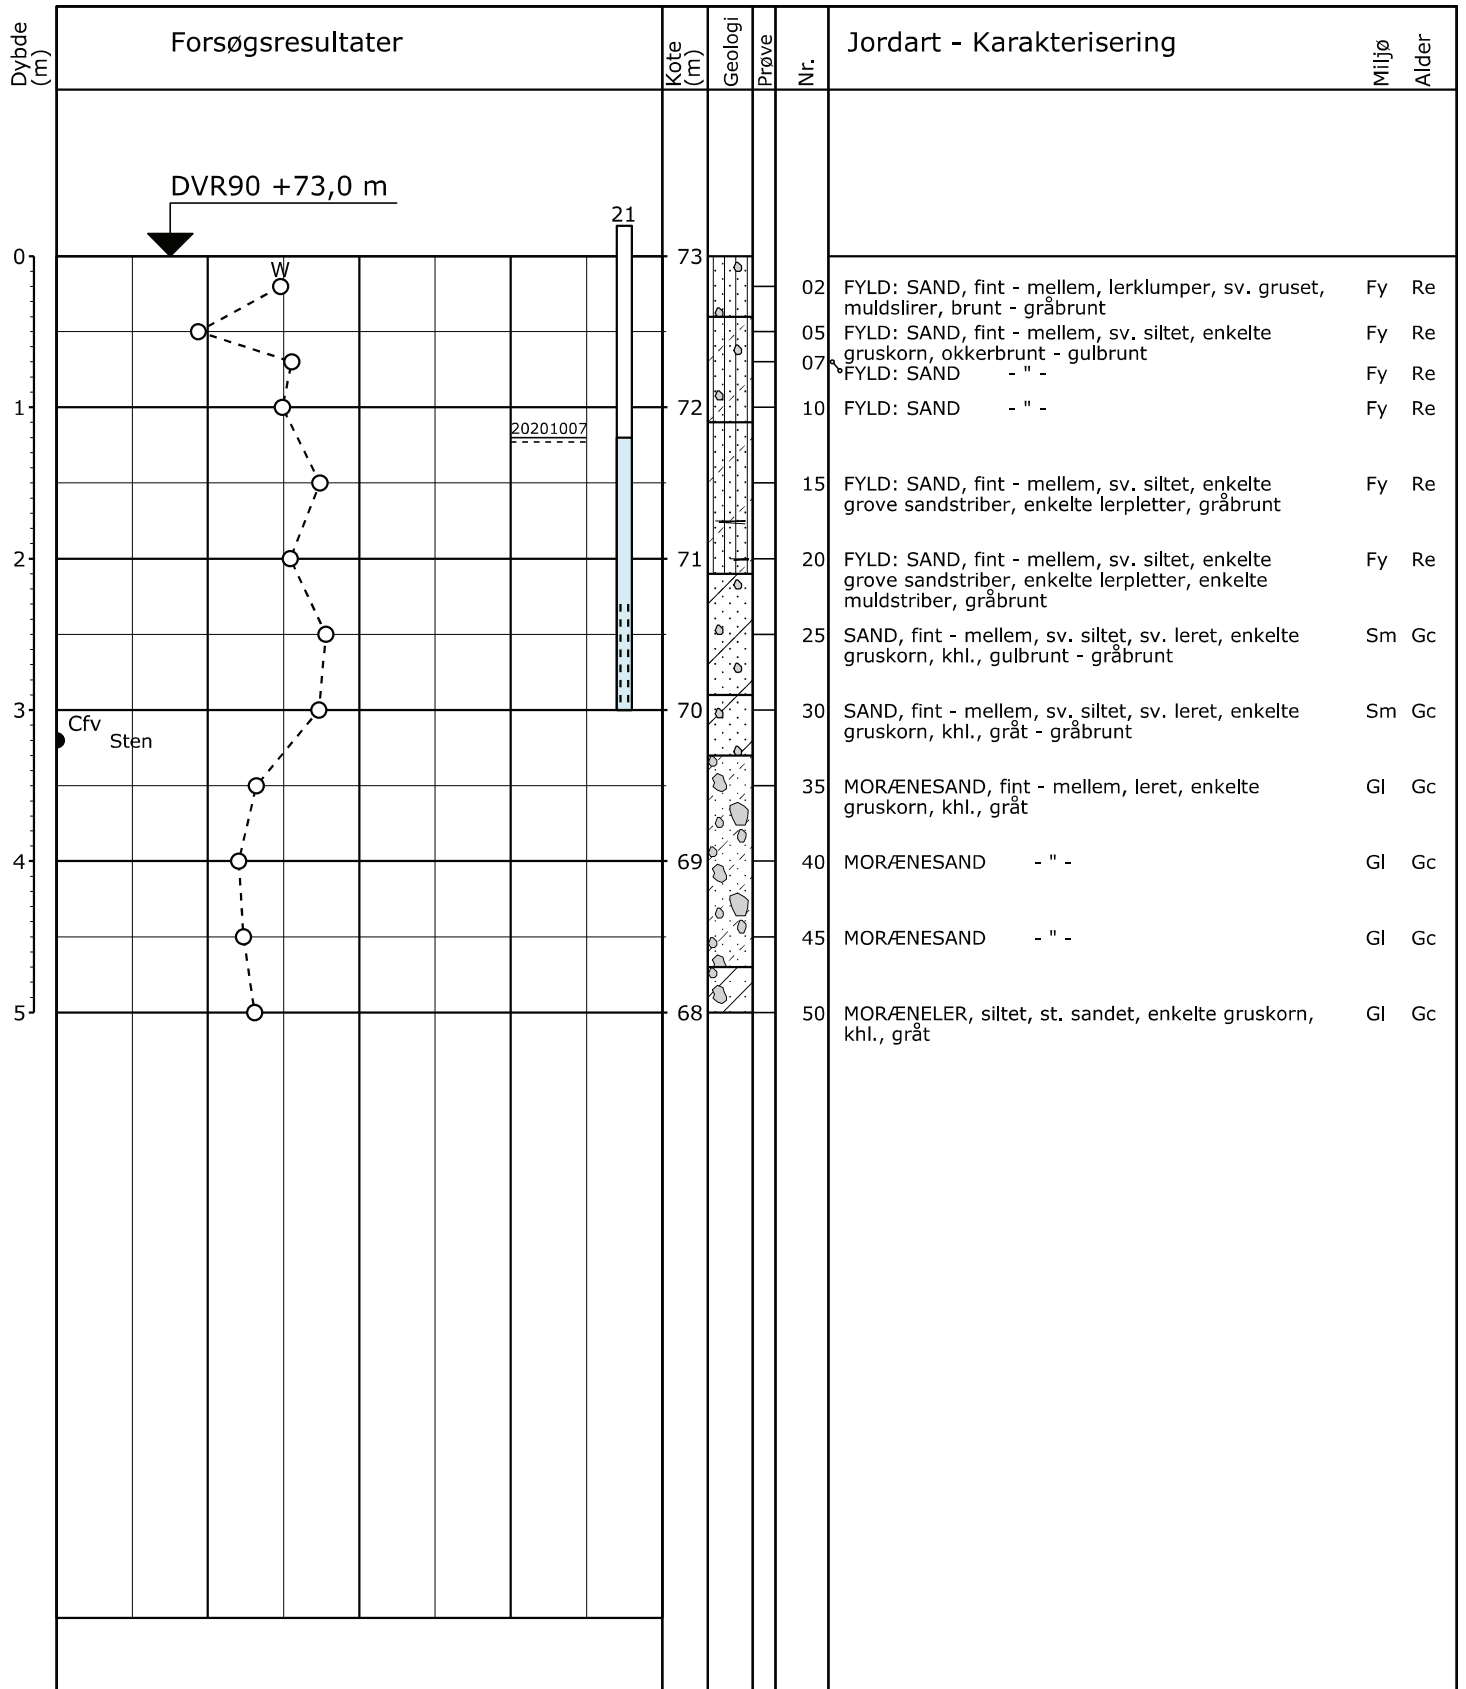 Dybde (m)
Forsøgsresultater
Kote (m)
Geologi
Prøve
Nr.
Jordart - Karakterisering
Miljø
Alder
DVR90 +73,0 m
21
0
W
73
02 FYLD: SAND, fint - mellem, lerklumper, sv. gruset, Fy Re
muldslirer, brunt - gråbrunt
05 FYLD: SAND, fint - mellem, sv. siltet, enkelte Fy Re
gruskorn, okkerbrunt - gulbrunt
07 FYLD: SAND - " - Fy Re
1
72
10 FYLD: SAND - " - Fy Re
20201007
15 FYLD: SAND, fint - mellem, sv. siltet, enkelte Fy Re
grove sandstriber, enkelte lerpletter, gråbrunt
2
71
20 FYLD: SAND, fint - mellem, sv. siltet, enkelte Fy Re
grove sandstriber, enkelte lerpletter, enkelte
muldstriber, gråbrunt
25 SAND, fint - mellem, sv. siltet, sv. leret, enkelte Sm Gc
gruskorn, khl., gulbrunt - gråbrunt
3
70
30 SAND, fint - mellem, sv. siltet, sv. leret, enkelte Sm Gc
gruskorn, khl., gråt - gråbrunt
Cfv
Sten
35 MORÆNESAND, fint - mellem, leret, enkelte Gl Gc
gruskorn, khl., gråt
4
69
40 MORÆNESAND - " - Gl Gc
45 MORÆNESAND - " - Gl Gc
5
68
50 MORÆNELER, siltet, st. sandet, enkelte gruskorn, Gl Gc
khl., gråt